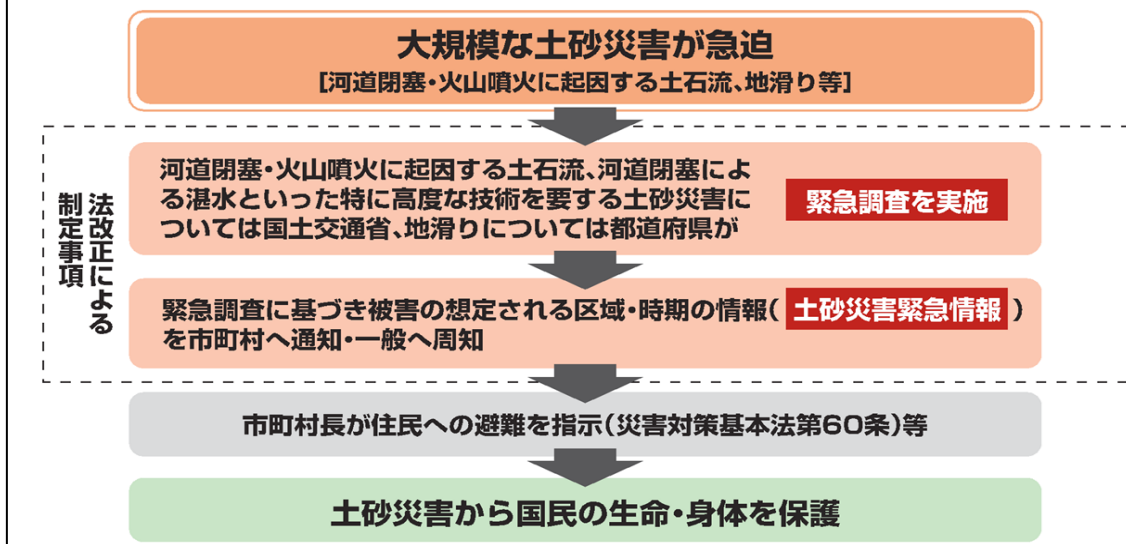 大規模な土砂災害が急迫
[河道閉塞・火山噴火に起因する土石流、地滑り等]
法改正による
制定事項
河道閉塞・火山噴火に起因する土石流、河道閉塞によ
る湛水といった特に高度な技術を要する土砂災害に
ついては国土交通省、地滑りについては都道府県が
緊急調査を実施
緊急調査に基づき被害の想定される区域・時期の情報(土砂災害緊急情報)
を市町村へ通知・一般へ周知
市町村長が住民への避難を指示(災害対策基本法第60条)等
土砂災害から国民の生命・身体を保護